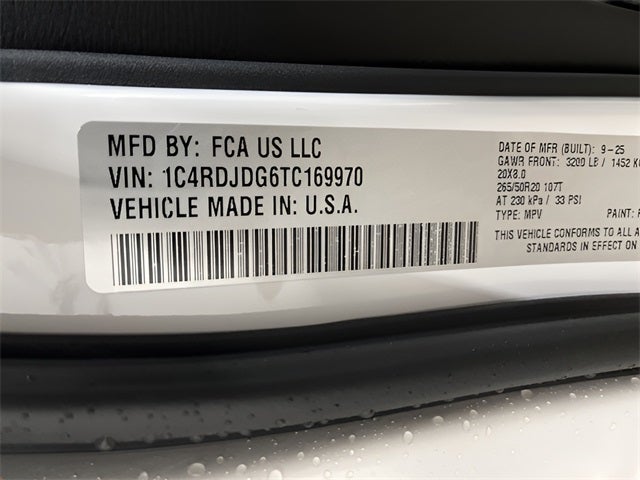 MFD BY: FCA US LLC
VIN: 1C4RDJDG6TC169970
VEHICLE MADE IN: U.S.A.
DATE OF MFR (BUILT): 9-25
GAWR FRONT: 3200 LB / 1452 K
20X8.0
265/50R20 107T
AT 230 kPa / 33 PSI
TYPE: MPV PAINT:
THIS VEHICLE CONFORMS TO ALL A
STANDARDS IN EFFECT ON